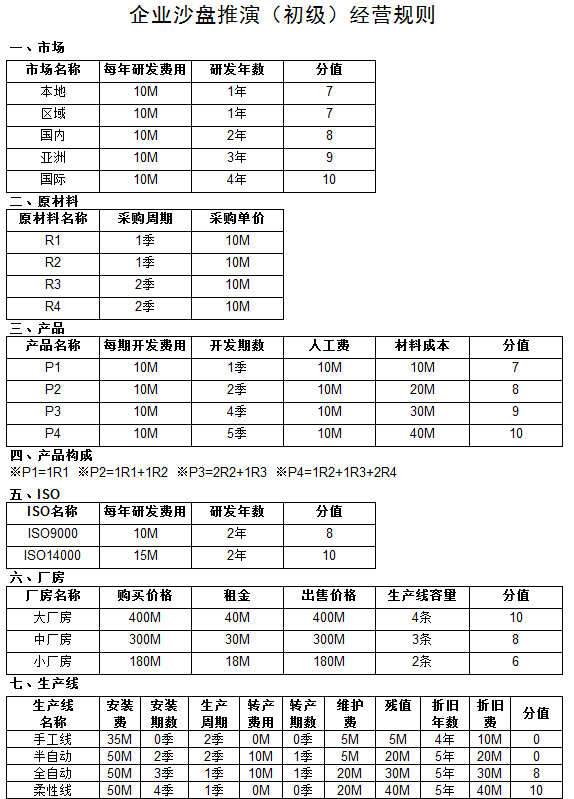 企业沙盘推演（初级）经营规则
一、市场
市场名称 每年研发费用 研发年数 分值
本地 10M 1年 7
区域 10M 1年 7
国内 10M 2年 8
亚洲 10M 3年 9
国际 10M 4年 10
二、原材料
原材料名称 采购周期 采购单价
R1 1季 10M
R2 1季 10M
R3 2季 10M
R4 2季 10M
三、产品
产品名称 每期开发费用 开发期数 人工费 材料成本 分值
P1 10M 1季 10M 10M 7
P2 10M 2季 10M 20M 8
P3 10M 4季 10M 30M 9
P4 10M 5季 10M 40M 10
四、产品构成
※P1=1R1 ※P2=1R1+1R2 ※P3=2R2+1R3 ※P4=1R2+1R3+2R4
五、ISO
ISO名称 每年研发费用 研发年数 分值
ISO9000 10M 2年 8
ISO14000 15M 2年 10
六、厂房
厂房名称 购买价格 租金 出售价格 生产线容量 分值
大厂房 400M 40M 400M 4条 10
中厂房 300M 30M 300M 3条 8
小厂房 180M 18M 180M 2条 6
七、生产线
生产线 安装 安装 生产 转产 转产 维护 残值 折旧 折旧 分值
名称 费 期数 周期 费用 期数 费 年数 费
手工线 35M 0季 2季 0M 0季 5M 5M 4年 10M 0
半自动 50M 2季 2季 10M 1季 5M 20M 5年 20M 0
全自动 50M 3季 1季 10M 1季 20M 30M 5年 30M 8
柔性线 50M 4季 1季 0M 0季 20M 40M 5年 40M 10